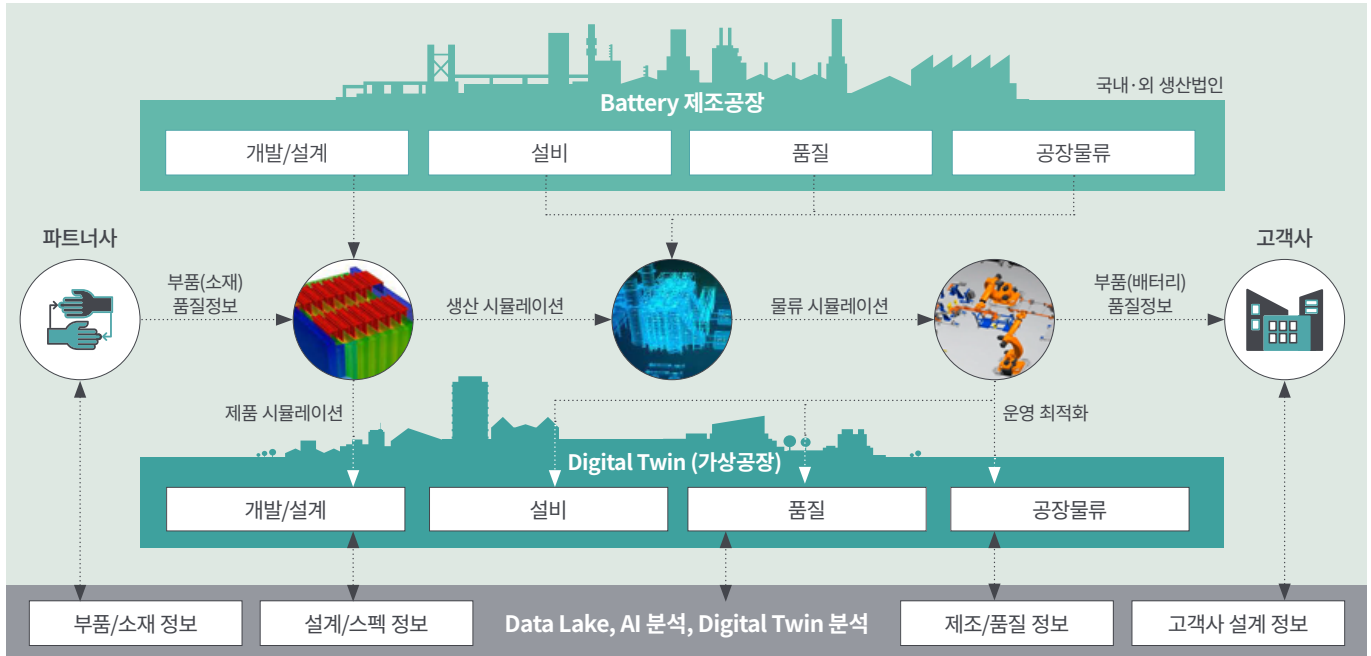 국내·외 생산법인
Battery 제조공장
개발/설계
설비
품질
공장물류
파트너사
고객사
부품(소재)
품질정보
생산 시뮬레이션
물류 시뮬레이션
부품(배터리)
품질정보
제품 시뮬레이션
운영 최적화
Digital Twin (가상공장)
개발/설계
설비
품질
공장물류
부품/소재 정보
설계/스펙 정보
Data Lake, AI 분석, Digital Twin 분석
제조/품질 정보
고객사 설계 정보